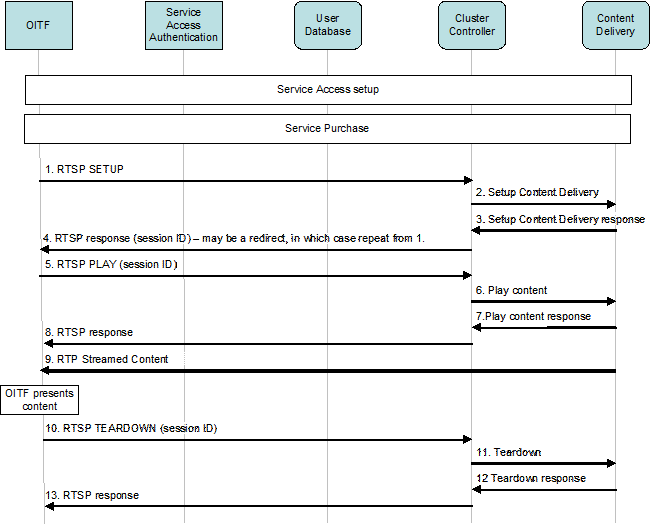 OITF
Service
Access
Authentication
User
Database
Cluster
Controller
Content
Delivery
Service Access setup
Service Purchase
1. RTSP SETUP
2. Setup Content Delivery
3. Setup Content Delivery response
4. RTSP response (session ID) – may be a redirect, in which case repeat from 1.
5. RTSP PLAY (session ID)
6. Play content
7.Play content response
8. RTSP response
9. RTP Streamed Content
OITF presents
content
10. RTSP TEARDOWN (session ID)
11. Teardown
12 Teardown response
13. RTSP response